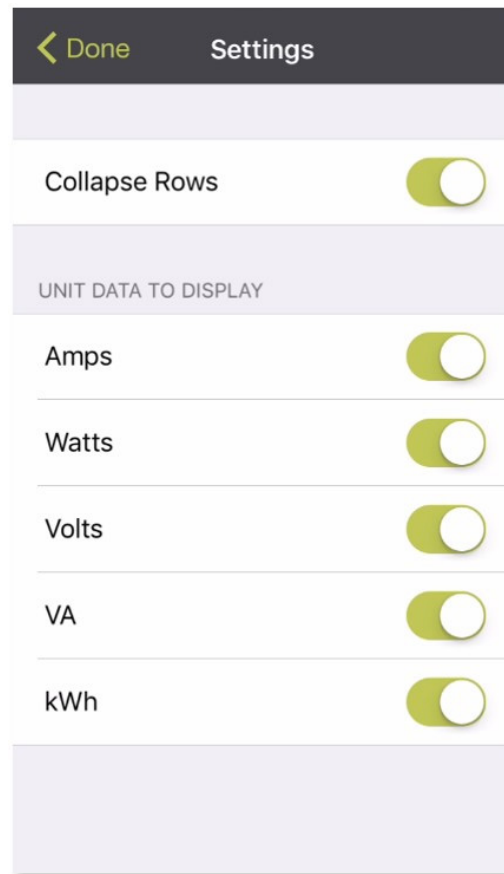 Done Settings
Collapse Rows
UNIT DATA TO DISPLAY
Amps
Watts
Volts
VA
kWh